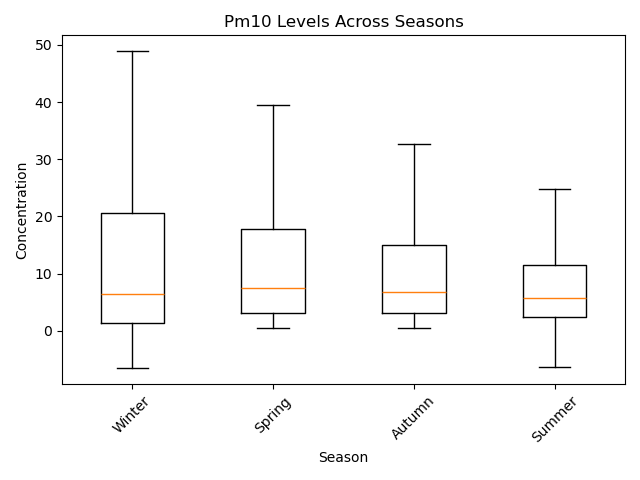 Pm10 Levels Across Seasons
50
40
30
20
10
0
Concentration
Winter
Spring
Autumn
Summer
Season